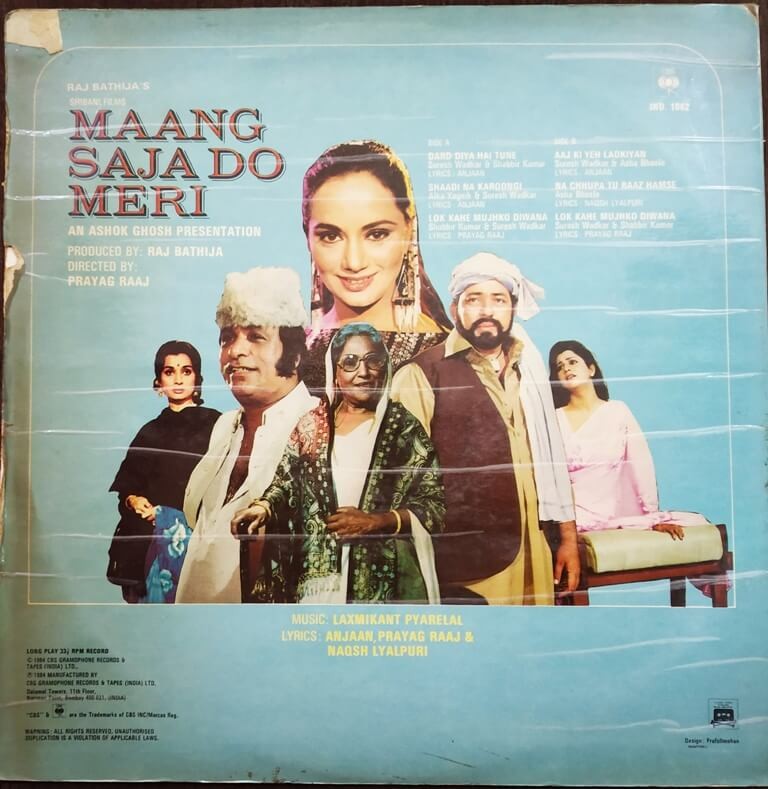 RAJ BATHIJA'S
SHIBANI FILMS
MAANG
SAJA DO
MERI
AN ASHOK GHOSH PRESENTATION
PRODUCED BY: RAJ BATHIJA
DIRECTED BY:
PRAYAG RAAJ
CBS
IND. 1042
SIDE A
DARD DIYA HAI TUNE
Suresh Wadkar & Shabbir Kumar
LYRICS: ANJAAN
SHAADI NA KAROONGI
Alka Yagnik & Suresh Wadkar
LYRICS: ANJAAN
LOK KAHE MUJHKO DIWANA
Shabbir Kumar & Suresh Wadkar
LYRICS: PRAYAG RAAJ
SIDE B
AAJ KI YEH LADKIYAN
Suresh Wadkar & Asha Bhosle
LYRICS: ANJAAN
NA CHHUPA TU RAAZ HAMSE
Asha Bhosle
LYRICS: NAQSH LYALPURI
LOK KAHE MUJHKO DIWANA
Suresh Wadkar & Shabbir Kumar
LYRICS: PRAYAG RAAJ
MUSIC: LAXMIKANT PYARELAL
LYRICS: ANJAAN, PRAYAG RAAJ &
NAQSH LYALPURI
LONG PLAY 33⅓ RPM RECORD
© 1984 CBS GRAMOPHONE RECORDS &
TAPES (INDIA) LTD.,
℗ 1984 MANUFACTURED BY
CBS GRAMOPHONE RECORDS & TAPES (INDIA) LTD.
Dalamal Towers, 11th Floor,
Nariman Point, Bombay 400 021. (INDIA)
"CBS" & are the Trademarks of CBS INC/Marcas Reg.
WARNING: ALL RIGHTS RESERVED, UNAUTHORISED
DUPLICATION IS A VIOLATION OF APPLICABLE LAWS.
Design: Prafullmohan